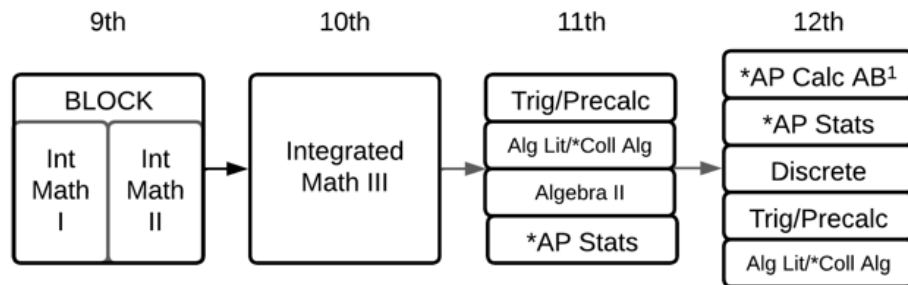 9th
10th
11th
12th
BLOCK
Int
Math
I
Int
Math
II
Integrated
Math III
Trig/Precalc
Alg Lit/*Coll Alg
Algebra II
*AP Stats
*AP Calc AB¹
*AP Stats
Discrete
Trig/Precalc
Alg Lit/*Coll Alg